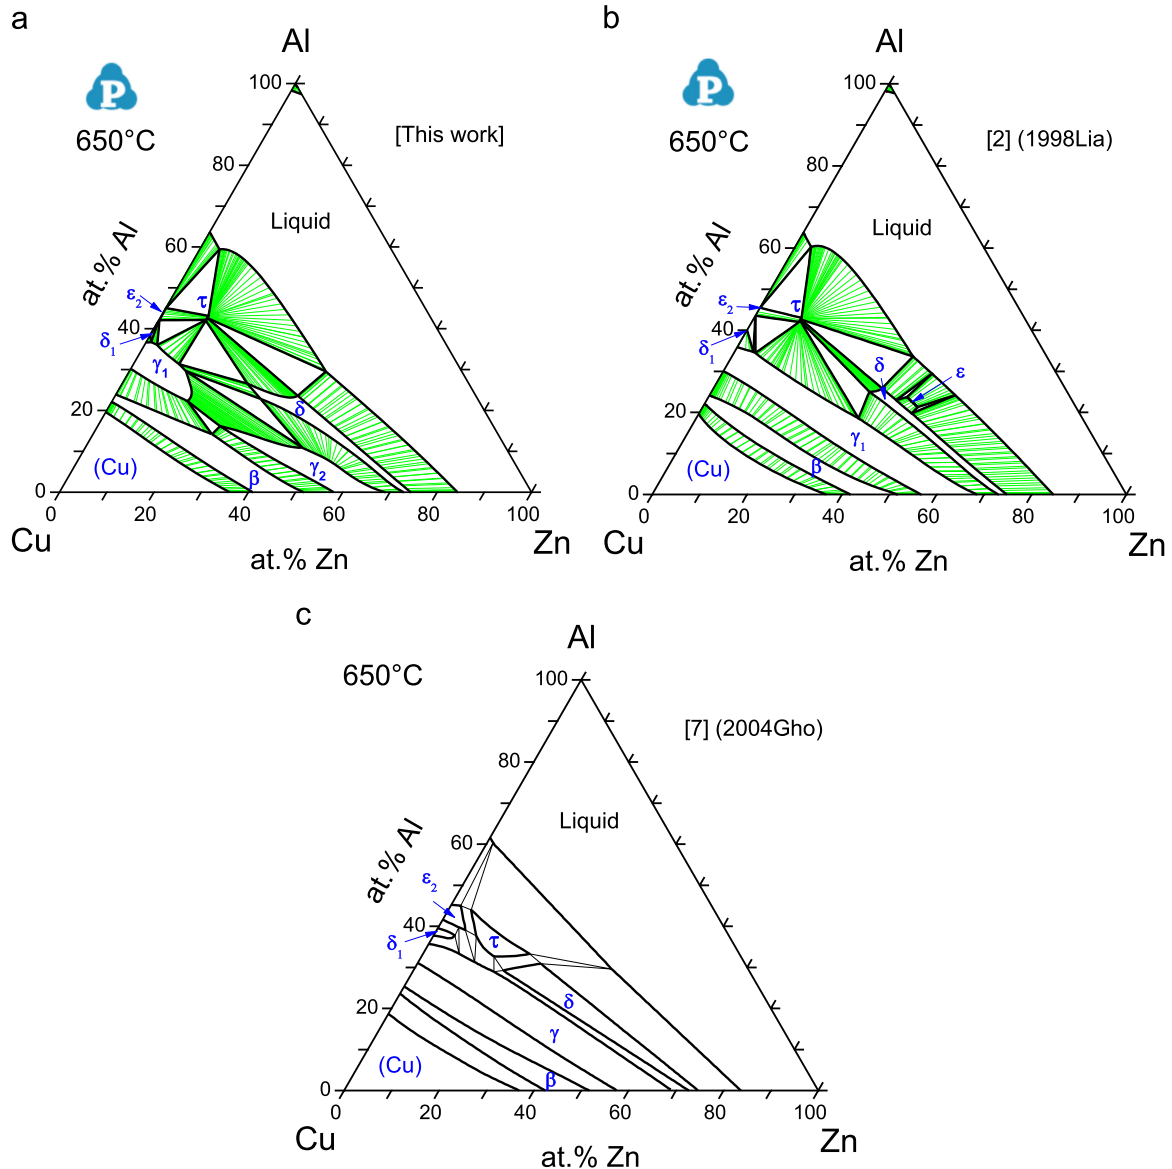 a
Al
100
P
650°C
[This work]
80
Liquid
at.% Al
60
ε2
τ
40
δ1
γ1
20
δ
(Cu)
β
γ2
0
0
20
40
60
80
100
Cu
Zn
at.% Zn
b
Al
100
P
650°C
[2] (1998Lia)
80
Liquid
at.% Al
60
ε2
τ
40
δ1
δ
ε
20
γ1
(Cu)
β
0
0
20
40
60
80
100
Cu
Zn
at.% Zn
c
Al
650°C
100
[7] (2004Gho)
80
Liquid
at.% Al
60
ε2
40
δ1
τ
20
δ
γ
(Cu)
β
0
0
20
40
60
80
100
Cu
Zn
at.% Zn